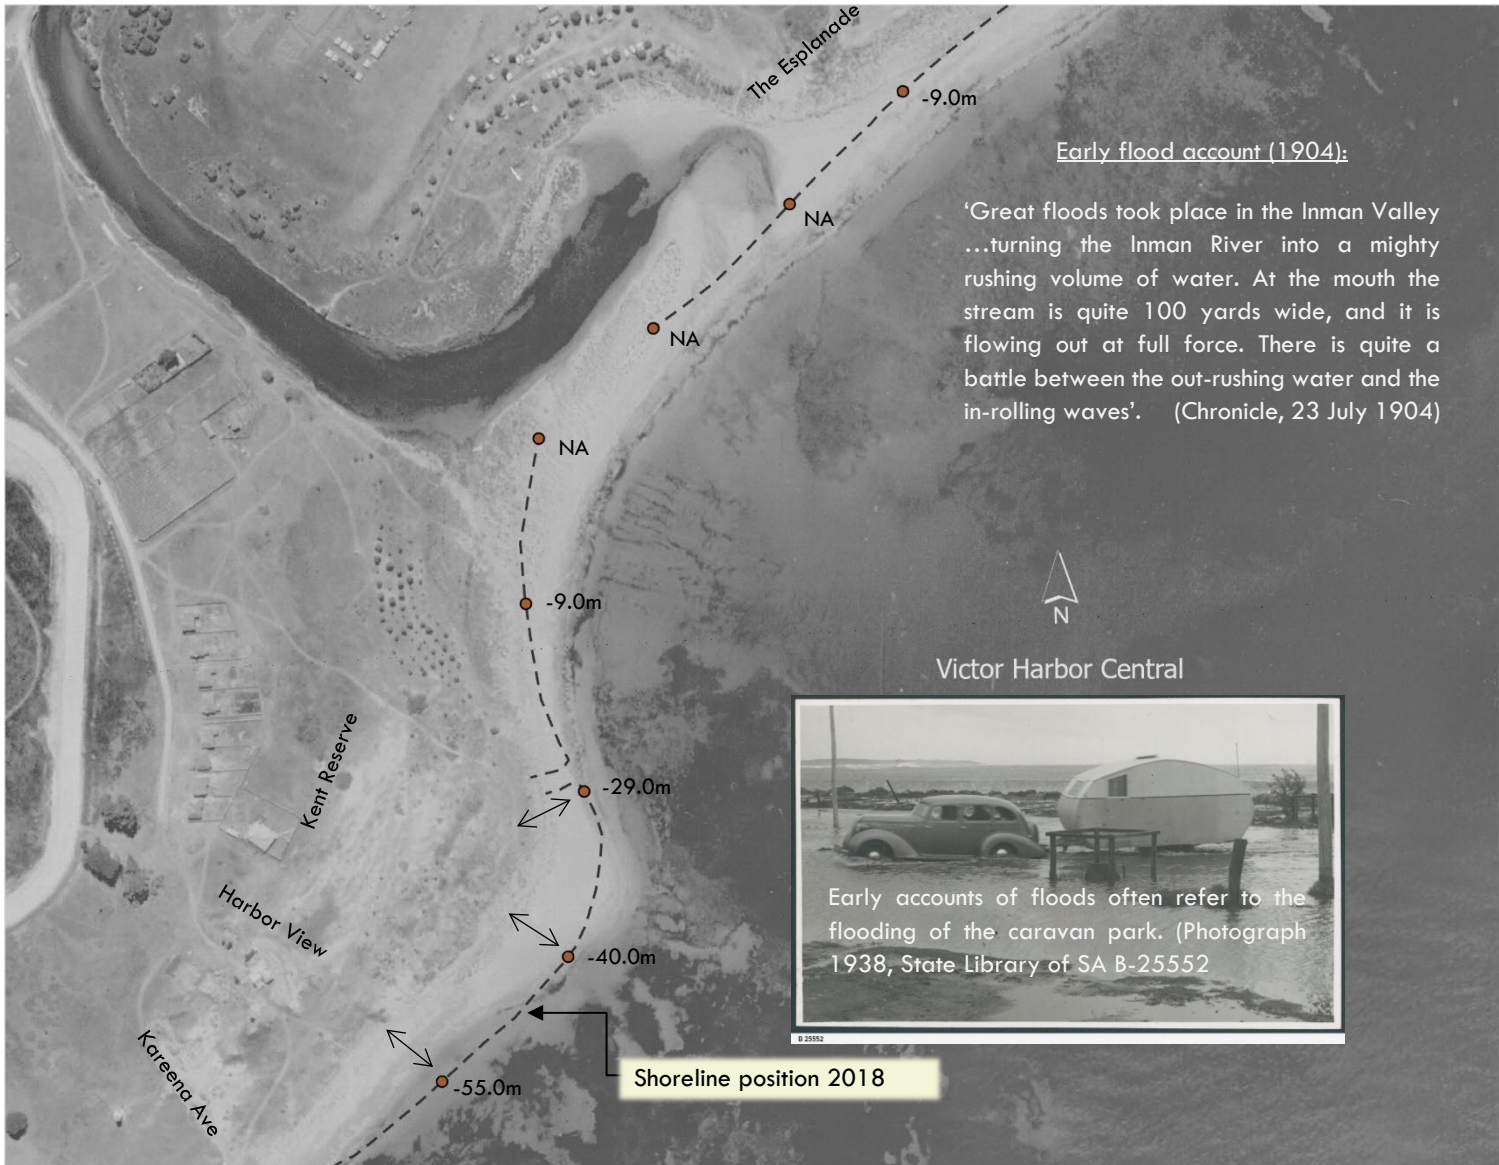 The Esplanade
-9.0m
Early flood account (1904):
NA
‘Great floods took place in the Inman Valley
…turning the Inman River into a mighty
rushing volume of water. At the mouth the
stream is quite 100 yards wide, and it is
flowing out at full force. There is quite a
battle between the out-rushing water and the
in-rolling waves’. (Chronicle, 23 July 1904)
NA
NA
-9.0m
N
Victor Harbor Central
Kent Reserve
-29.0m
Harbor View
-40.0m
Early accounts of floods often refer to the
flooding of the caravan park. (Photograph
1938, State Library of SA B-25552
B 25552
Kareena Ave
-55.0m
Shoreline position 2018